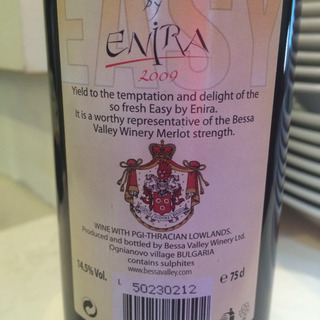 EASY
by
ENIRA
2009
Yield to the temptation and delight of the
so fresh Easy by Enira.
It is a worthy representative of the Bessa
Valley Winery Merlot strength.
WINE WITH PGI-THRACIAN LOWLANDS.
Produced and bottled by Bessa Valley Winery Ltd.
Ognianovo village BULGARIA
contains sulphites
www.bessavalley.com
14.5% Vol.
L 50230212
e 75 cl